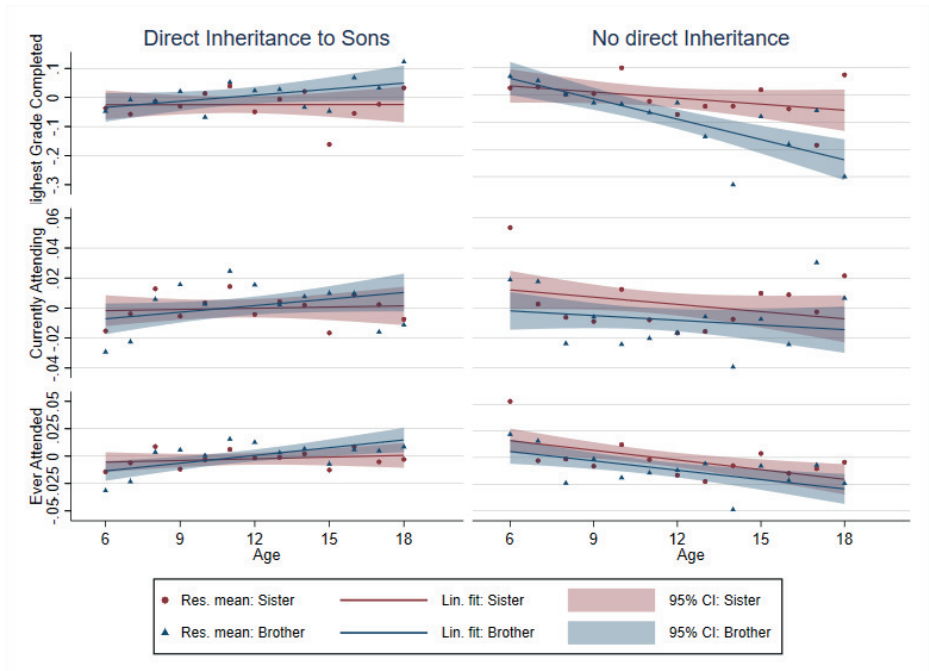 Direct Inheritance to Sons
No direct Inheritance
ighest Grade Completed
.1
0
-.1
-.2
-.3
Currently Attending
.06
.04
.02
0
-.02
-.04
Ever Attended
.05
.025
0
-.025
-.05
6 9 12 15 18
Age
6 9 12 15 18
Age
Res. mean: Sister Lin. fit: Sister 95% CI: Sister
Res. mean: Brother Lin. fit: Brother 95% CI: Brother